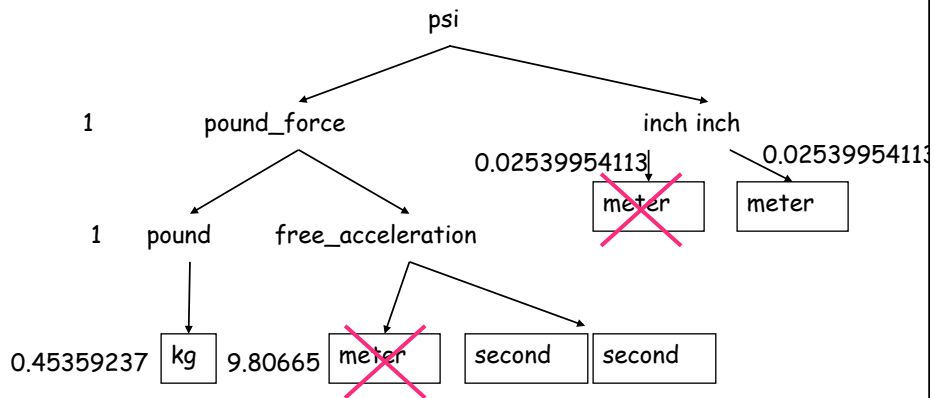 psi
1 pound_force inch inch
0.02539954113 0.02539954113
meter meter
1 pound free_acceleration
0.45359237 kg 9.80665 meter second second